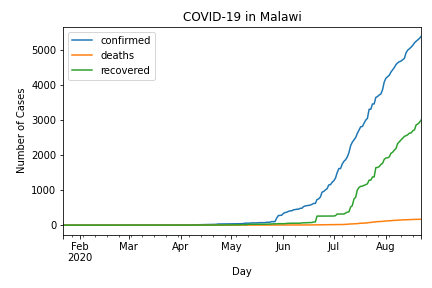 COVID-19 in Malawi
confirmed
deaths
recovered
Number of Cases
5000
4000
3000
2000
1000
0
Feb Mar Apr May Jun Jul Aug
2020
Day